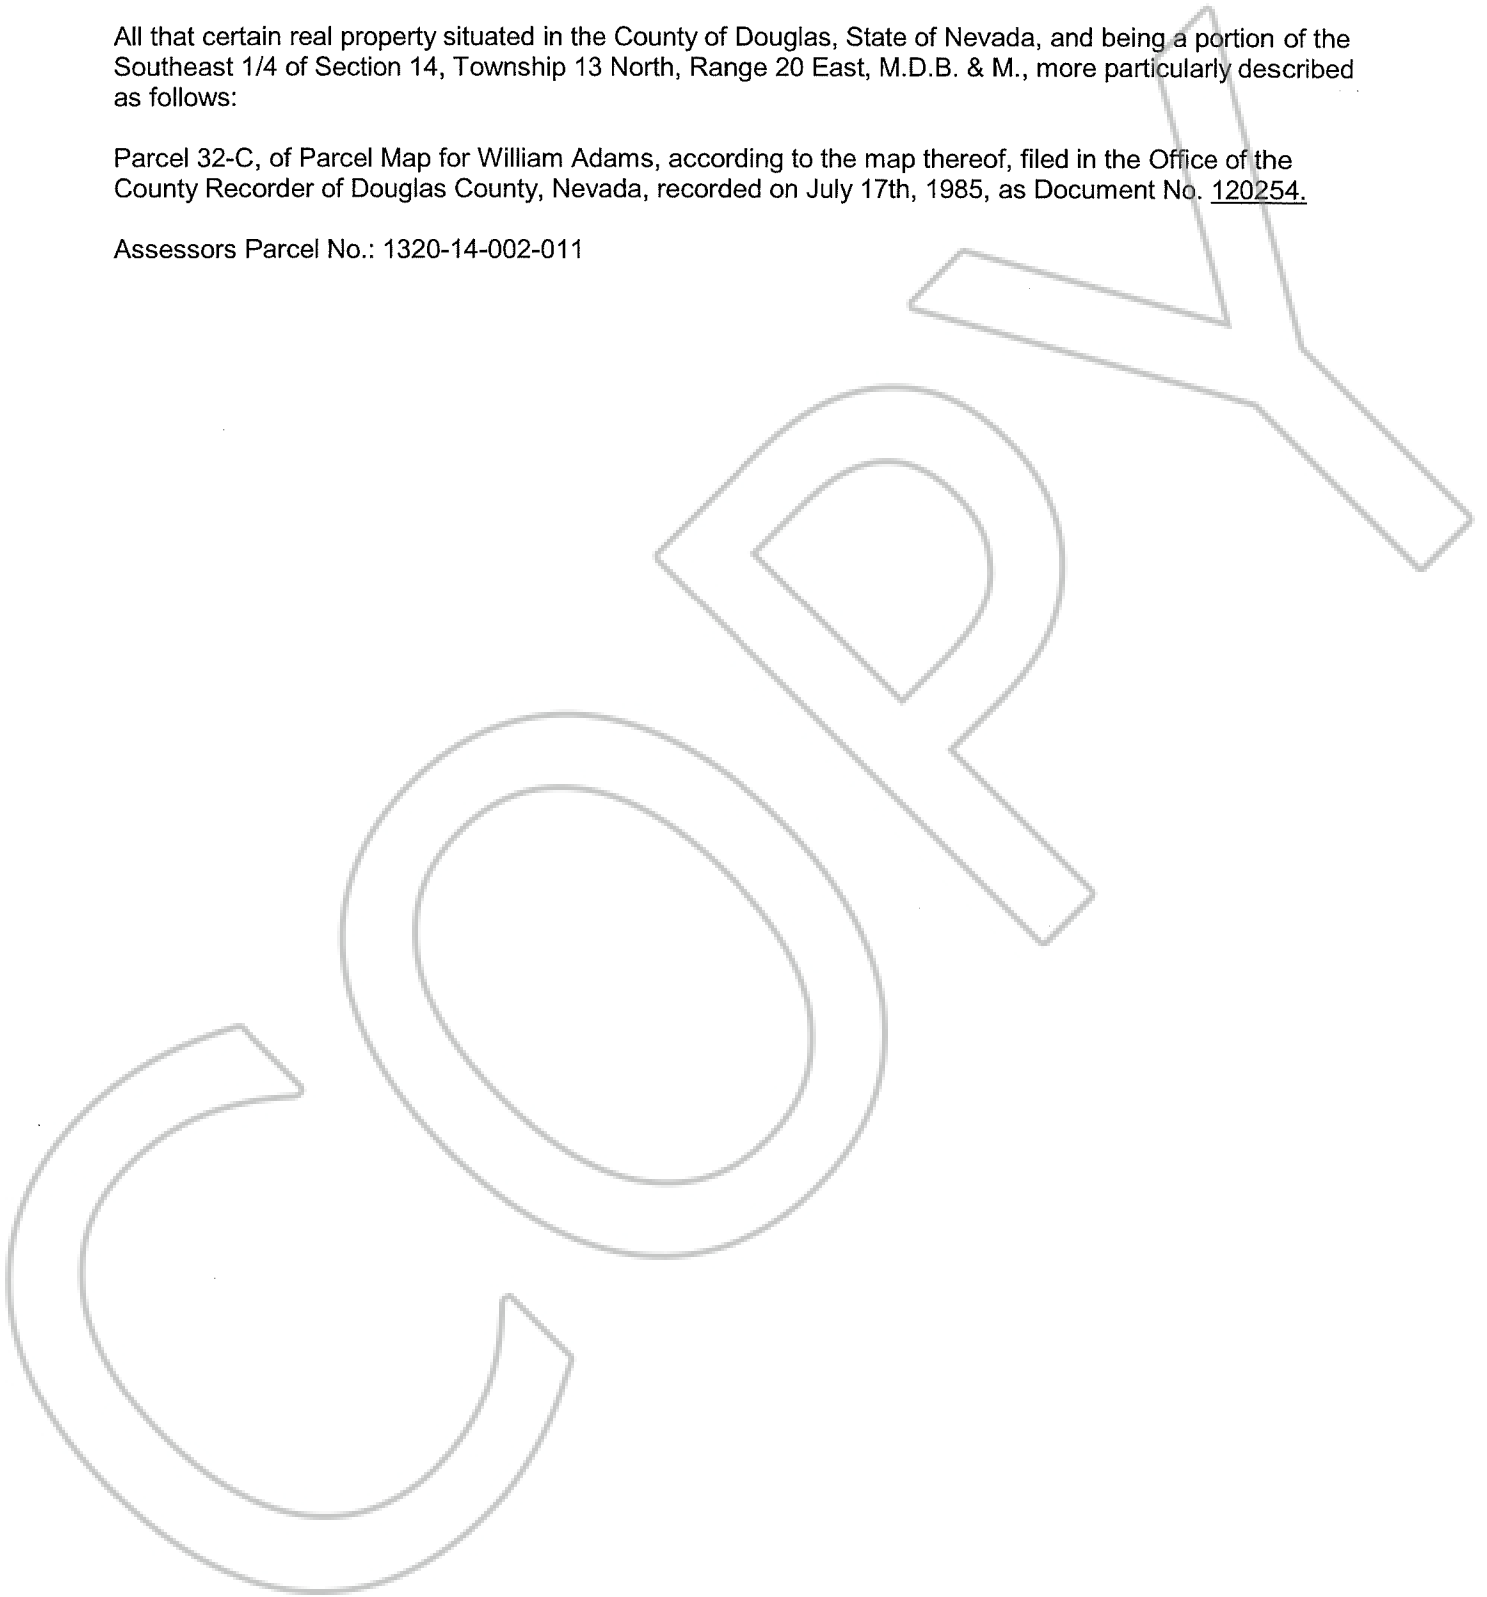 All that certain real property situated in the County of Douglas, State of Nevada, and being a portion of the
Southeast 1/4 of Section 14, Township 13 North, Range 20 East, M.D.B. & M., more particularly described
as follows:
Parcel 32-C, of Parcel Map for William Adams, according to the map thereof, filed in the Office of the
County Recorder of Douglas County, Nevada, recorded on July 17th, 1985, as Document No. 120254.
Assessors Parcel No.: 1320-14-002-011
COPY